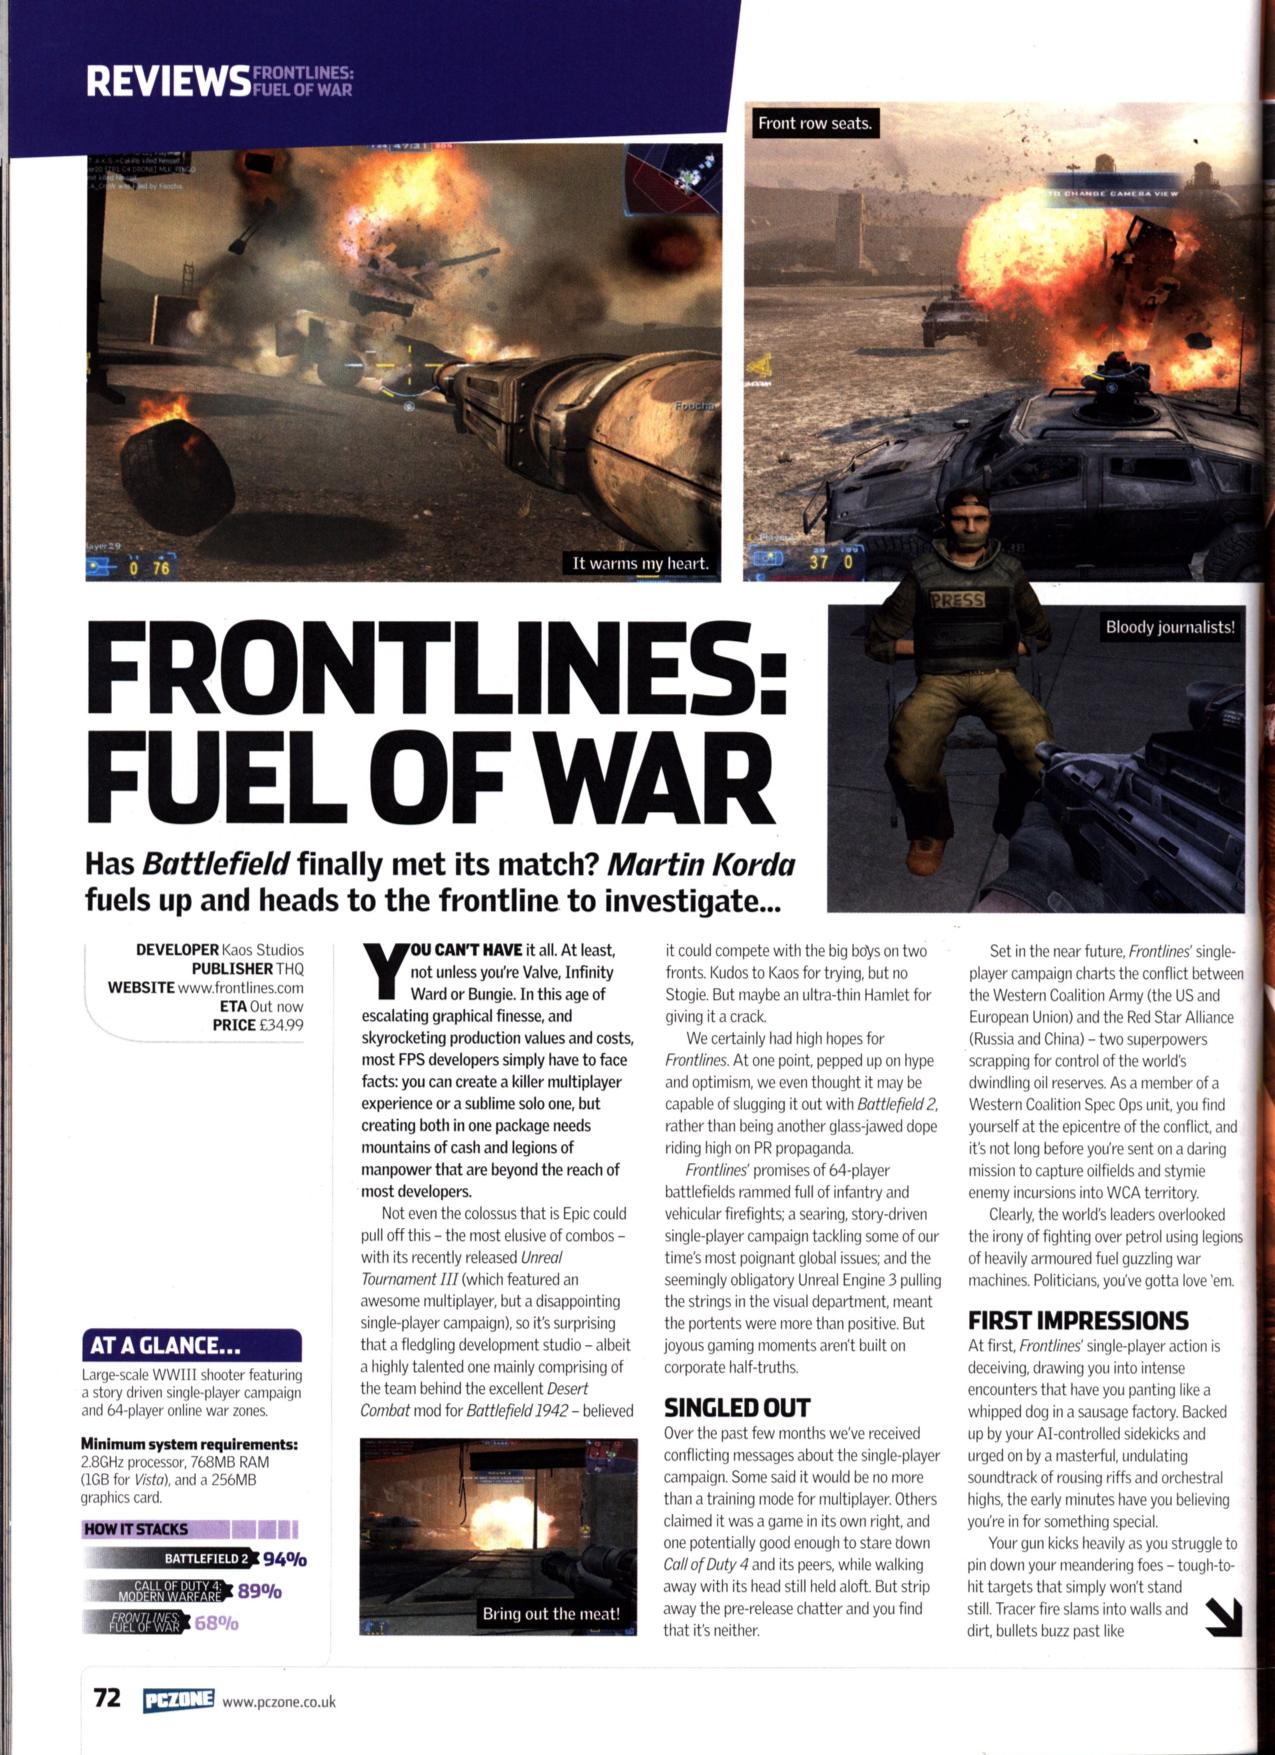 REVIEWS FRONTLINES:
FUEL OF WAR
Front row seats.
TO CHANGE CAMERA VIEW
Foocha
0 76
It warms my heart.
37 0
PRESS
Bloody journalists!
FRONTLINES:
FUEL OF WAR
Has Battlefield finally met its match? Martin Korda
fuels up and heads to the frontline to investigate...
DEVELOPER Kaos Studios
PUBLISHER THQ
WEBSITE www.frontlines.com
ETA Out now
PRICE £34.99
AT A GLANCE...
Large-scale WWIII shooter featuring
a story driven single-player campaign
and 64-player online war zones.
Minimum system requirements:
2.8GHz processor, 768MB RAM
(1GB for Vista), and a 256MB
graphics card.
HOW IT STACKS
BATTLEFIELD 2 94%
CALL OF DUTY 4:
MODERN WARFARE 89%
FRONTLINES:
FUEL OF WAR 68%
YOU CAN'T HAVE it all. At least,
not unless you're Valve, Infinity
Ward or Bungie. In this age of
escalating graphical finesse, and
skyrocketing production values and costs,
most FPS developers simply have to face
facts: you can create a killer multiplayer
experience or a sublime solo one, but
creating both in one package needs
mountains of cash and legions of
manpower that are beyond the reach of
most developers.
Not even the colossus that is Epic could
pull off this – the most elusive of combos –
with its recently released Unreal
Tournament III (which featured an
awesome multiplayer, but a disappointing
single-player campaign), so it's surprising
that a fledgling development studio – albeit
a highly talented one mainly comprising of
the team behind the excellent Desert
Combat mod for Battlefield 1942 – believed
Bring out the meat!
it could compete with the big boys on two
fronts. Kudos to Kaos for trying, but no
Stogie. But maybe an ultra-thin Hamlet for
giving it a crack.
We certainly had high hopes for
Frontlines. At one point, pepped up on hype
and optimism, we even thought it may be
capable of slugging it out with Battlefield 2,
rather than being another glass-jawed dope
riding high on PR propaganda.
Frontlines' promises of 64-player
battlefields rammed full of infantry and
vehicular firefights; a searing, story-driven
single-player campaign tackling some of our
time's most poignant global issues; and the
seemingly obligatory Unreal Engine 3 pulling
the strings in the visual department, meant
the portents were more than positive. But
joyous gaming moments aren't built on
corporate half-truths.
SINGLED OUT
Over the past few months we've received
conflicting messages about the single-player
campaign. Some said it would be no more
than a training mode for multiplayer. Others
claimed it was a game in its own right, and
one potentially good enough to stare down
Call of Duty 4 and its peers, while walking
away with its head still held aloft. But strip
away the pre-release chatter and you find
that it's neither.
Set in the near future, Frontlines' single-
player campaign charts the conflict between
the Western Coalition Army (the US and
European Union) and the Red Star Alliance
(Russia and China) – two superpowers
scrapping for control of the world's
dwindling oil reserves. As a member of a
Western Coalition Spec Ops unit, you find
yourself at the epicentre of the conflict, and
it's not long before you're sent on a daring
mission to capture oilfields and stymie
enemy incursions into WCA territory.
Clearly, the world's leaders overlooked
the irony of fighting over petrol using legions
of heavily armoured fuel guzzling war
machines. Politicians, you've gotta love 'em.
FIRST IMPRESSIONS
At first, Frontlines' single-player action is
deceiving, drawing you into intense
encounters that have you panting like a
whipped dog in a sausage factory. Backed
up by your AI-controlled sidekicks and
urged on by a masterful, undulating
soundtrack of rousing riffs and orchestral
highs, the early minutes have you believing
you're in for something special.
Your gun kicks heavily as you struggle to
pin down your meandering foes – tough-to-
hit targets that simply won't stand
still. Tracer fire slams into walls and
dirt, bullets buzz past like
72 PCZONE www.pczone.co.uk